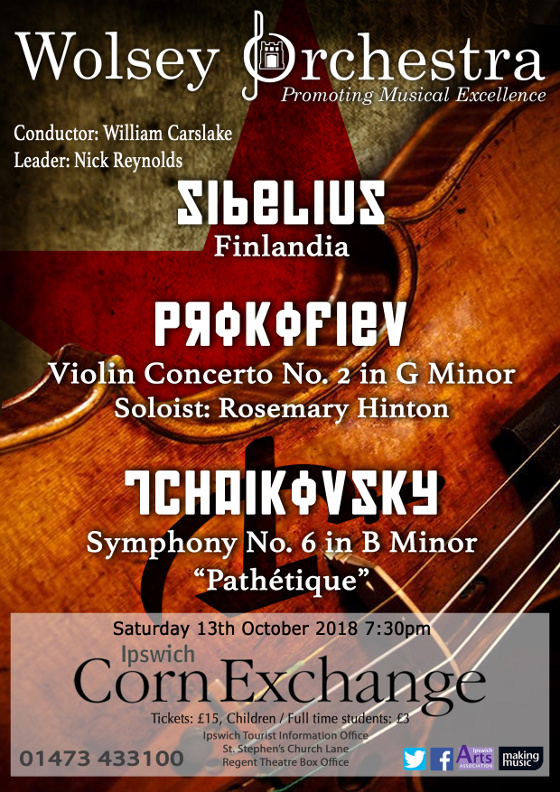 Wolsey Orchestra
Promoting Musical Excellence
Conductor: William Carslake
Leader: Nick Reynolds
SIBELIUS
Finlandia
PROKOFIEV
Violin Concerto No. 2 in G Minor
Soloist: Rosemary Hinton
TCHAIKOVSKY
Symphony No. 6 in B Minor
“Pathétique”
Saturday 13th October 2018 7:30pm
Ipswich
Corn Exchange
Tickets: £15, Children / Full time students: £3
Ipswich Tourist Information Office
St. Stephen's Church Lane
Regent Theatre Box Office
01473 433100
Ipswich
Arts
ASSOCIATION
making
music